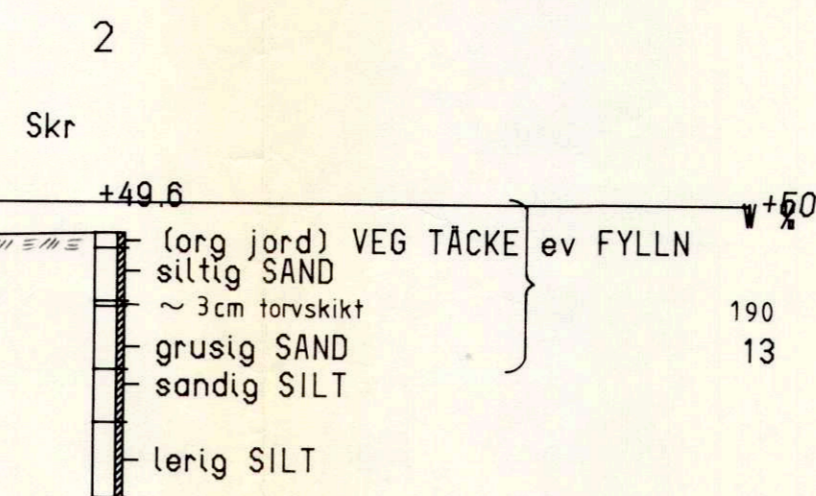 2
Skr
+49,6
+50
W %
(org jord) VEG TÄCKE ev FYLLN
siltig SAND
~ 3cm torvskikt 190
grusig SAND 13
sandig SILT
lerig SILT